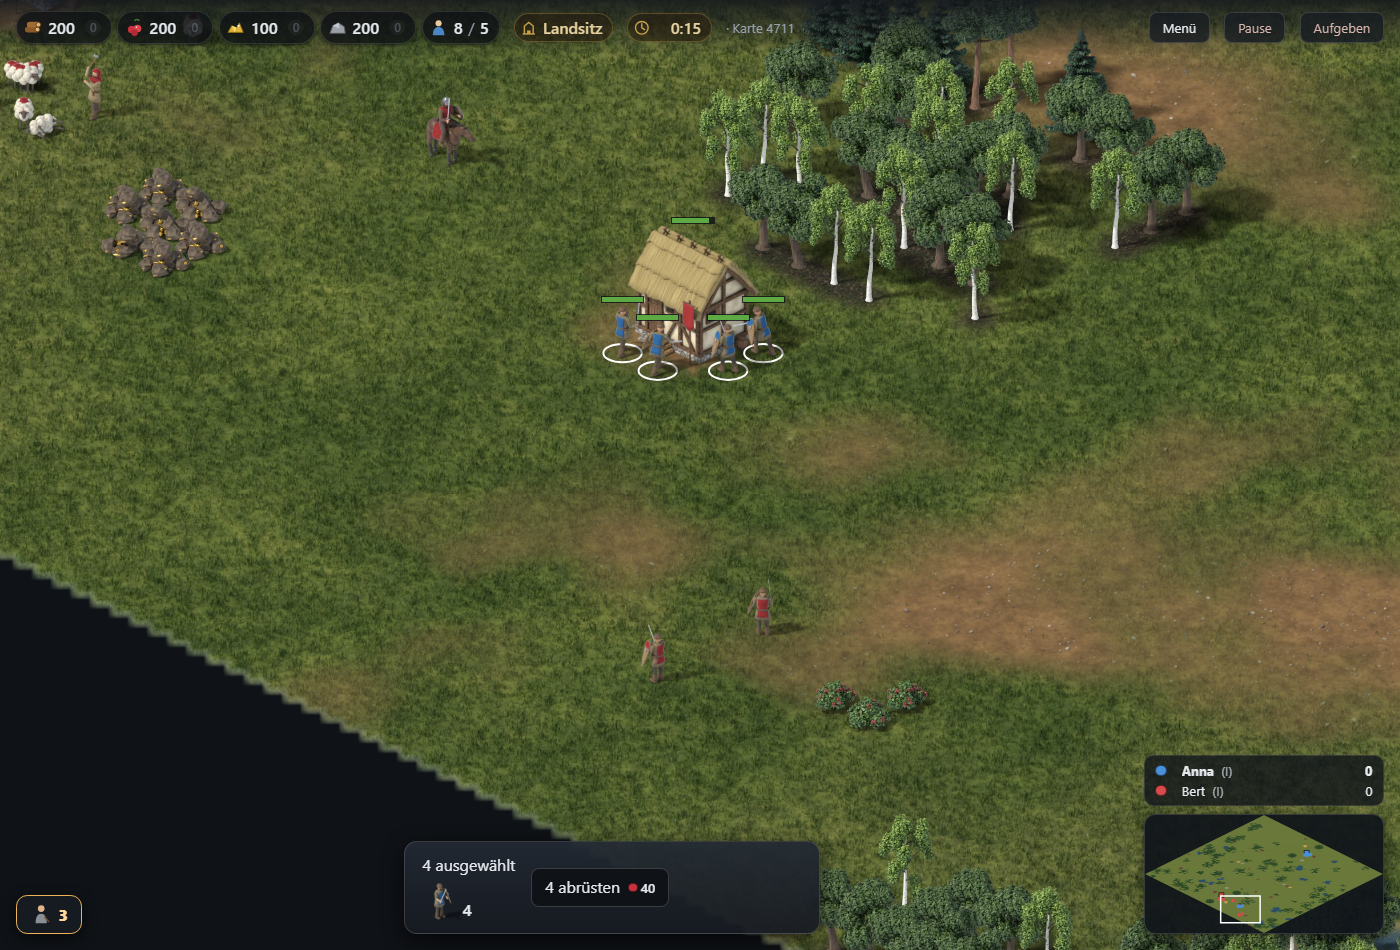 200 0 200 0 100 0 200 0 8 / 5 Landsitz 0:15 · Karte 4711 Menü Pause Aufgeben
Anna (I) 0
Bert (I) 0
4 ausgewählt
4
4 abrüsten 40
3